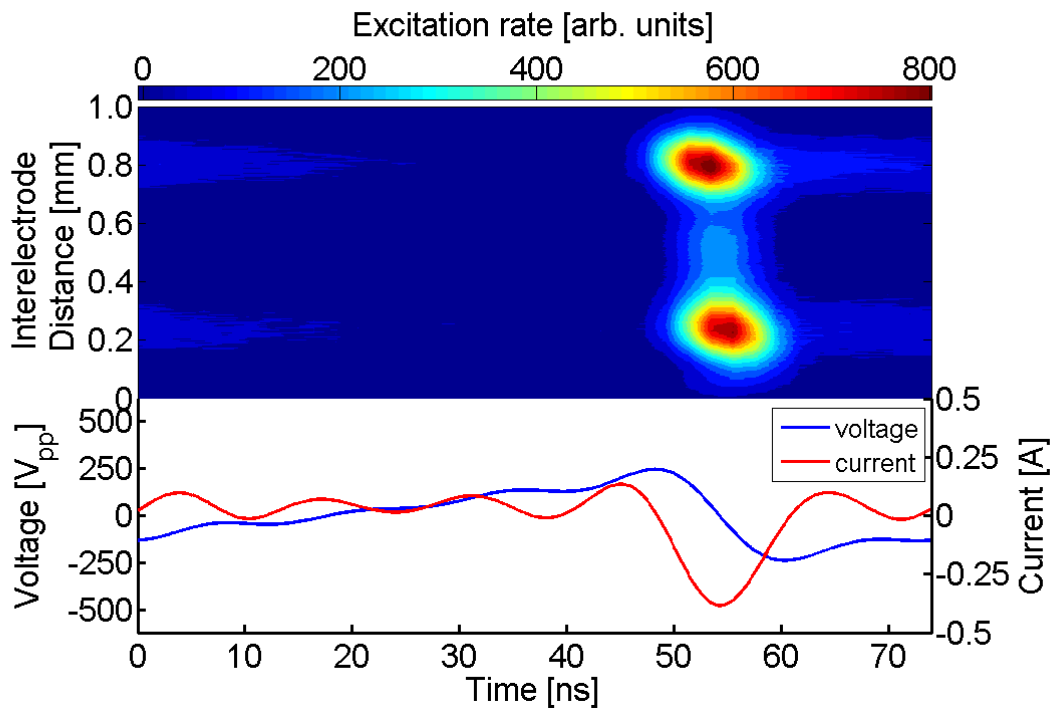 Excitation rate [arb. units]
0 200 400 600 800
Interelectrode
Distance [mm]
1.0
0.8
0.6
0.4
0.2
0
Voltage [Vpp]
500
250
0
-250
-500
voltage
current
0.5
0.25
0
-0.25
-0.5
Current [A]
0 10 20 30 40 50 60 70
Time [ns]